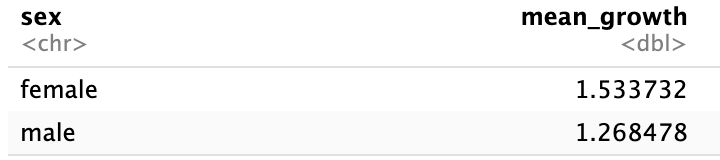 sex mean_growth
<chr> <dbl>
female 1.533732
male 1.268478